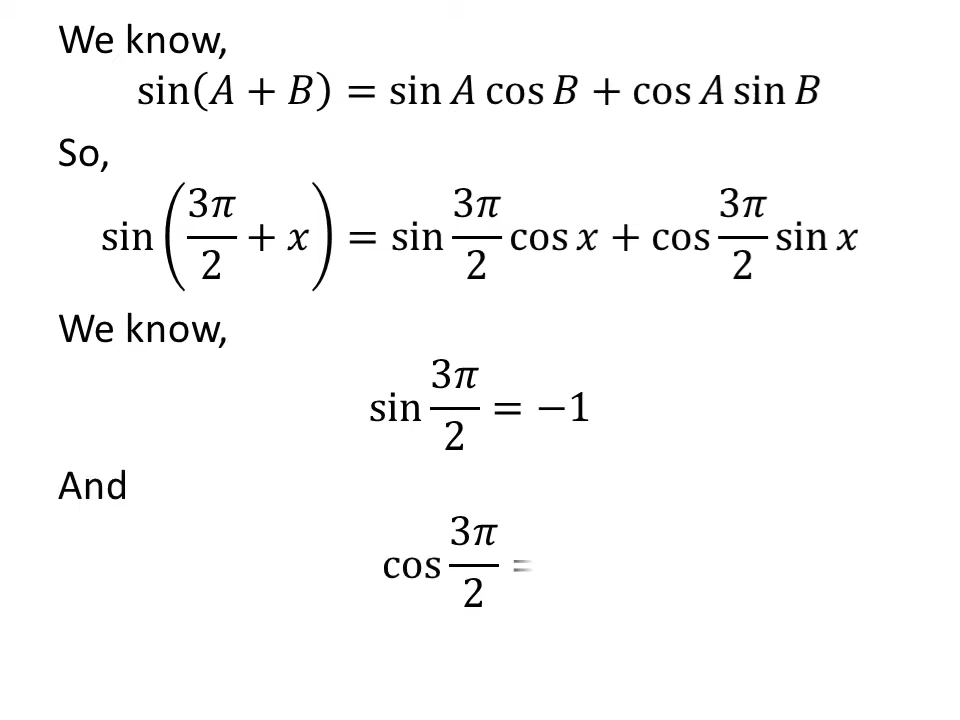 We know,
sin(A + B) = sin A cos B + cos A sin B
So,
sin(3π/2 + x) = sin 3π/2 cos x + cos 3π/2 sin x
We know,
sin 3π/2 = −1
And
cos 3π/2 =